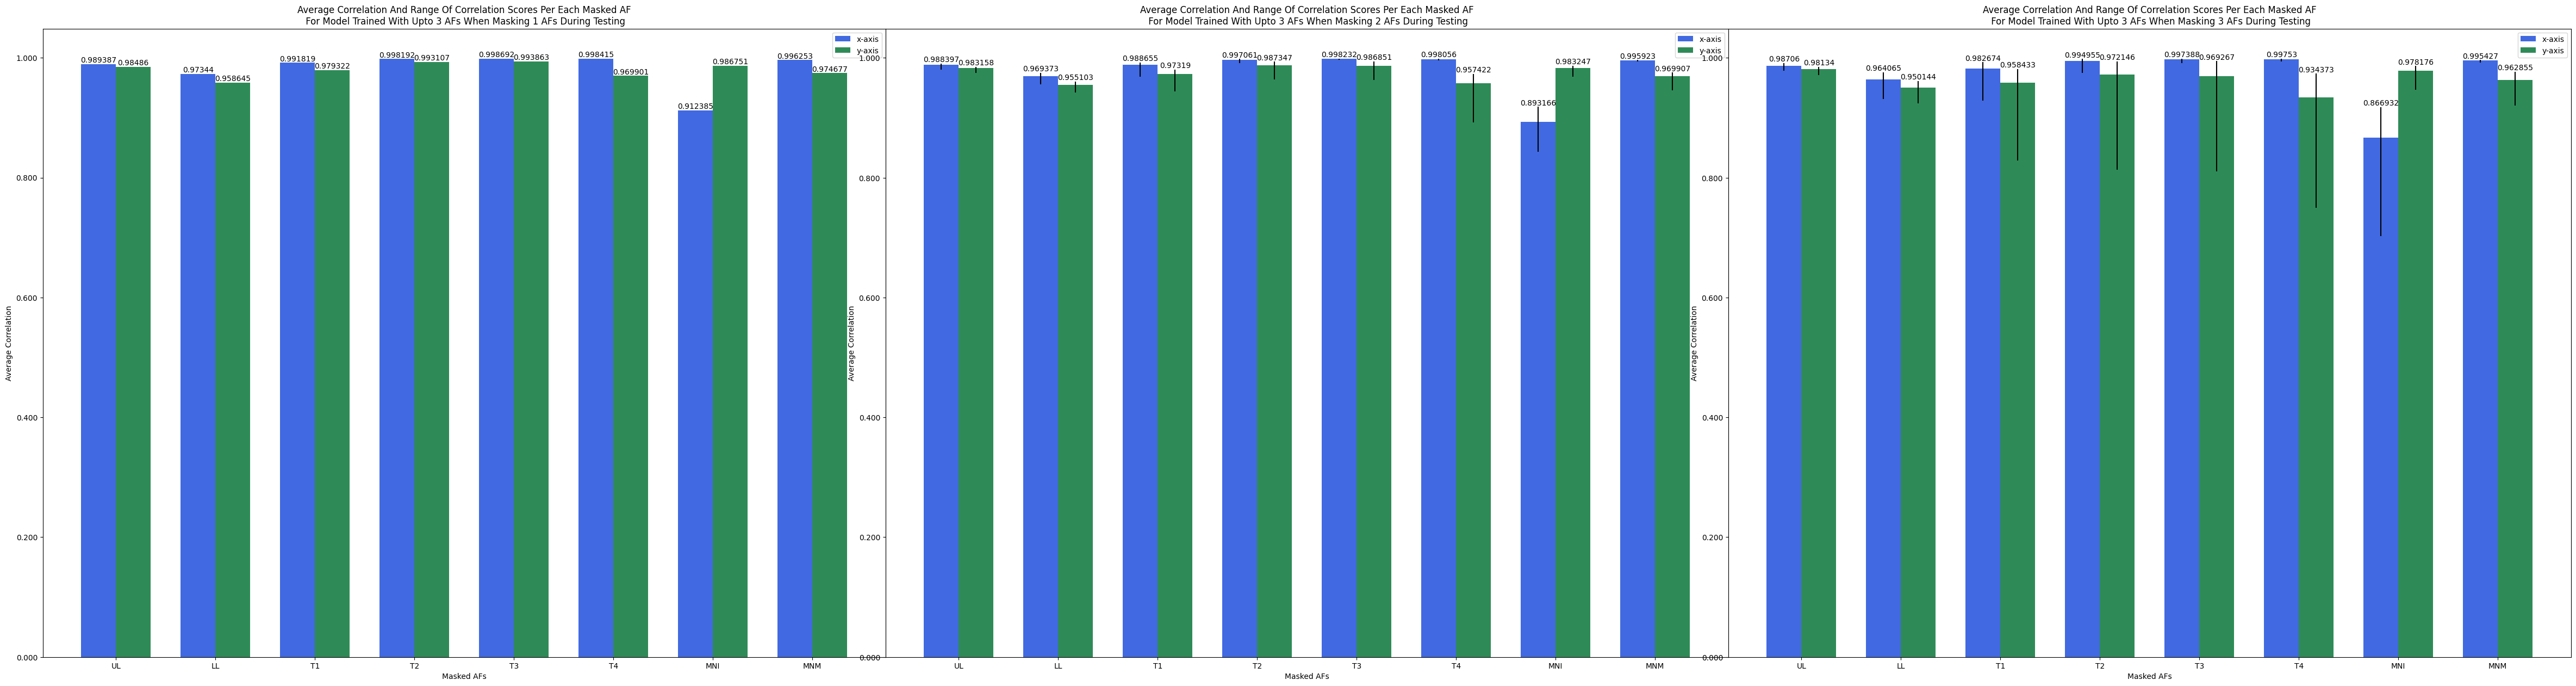 Average Correlation And Range Of Correlation Scores Per Each Masked AF
For Model Trained With Upto 3 AFs When Masking 1 AFs During Testing
x-axis
y-axis
1.000
0.800
0.600
0.400
0.200
0.000
Average Correlation
0.989387
0.98486
0.97344
0.958645
0.991819
0.979322
0.998192
0.993107
0.998692
0.993863
0.998415
0.969901
0.912385
0.986751
0.996253
0.974677
UL
LL
T1
T2
T3
T4
MNI
MNM
Masked AFs
Average Correlation And Range Of Correlation Scores Per Each Masked AF
For Model Trained With Upto 3 AFs When Masking 2 AFs During Testing
x-axis
y-axis
1.000
0.800
0.600
0.400
0.200
0.000
Average Correlation
0.988397
0.983158
0.969373
0.955103
0.988655
0.97319
0.997061
0.987347
0.998232
0.986851
0.998056
0.957422
0.893166
0.983247
0.995923
0.969907
UL
LL
T1
T2
T3
T4
MNI
MNM
Masked AFs
Average Correlation And Range Of Correlation Scores Per Each Masked AF
For Model Trained With Upto 3 AFs When Masking 3 AFs During Testing
x-axis
y-axis
1.000
0.800
0.600
0.400
0.200
0.000
Average Correlation
0.98706
0.98134
0.964065
0.950144
0.982674
0.958433
0.994955
0.972146
0.997388
0.969267
0.99753
0.934373
0.866932
0.978176
0.995427
0.962855
UL
LL
T1
T2
T3
T4
MNI
MNM
Masked AFs